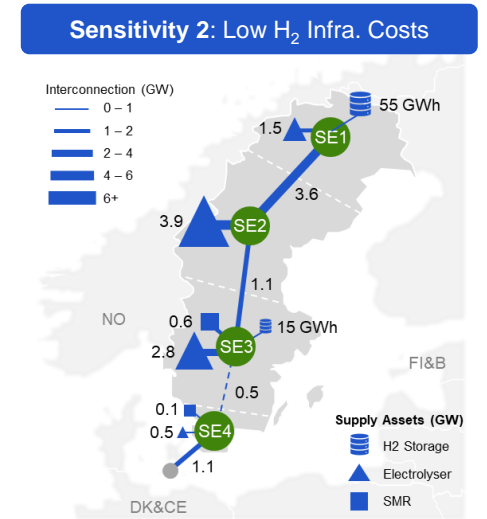 Sensitivity 2: Low H₂ Infra. Costs
Interconnection (GW)
0 – 1
1 – 2
2 – 4
4 – 6
6+
55 GWh
1.5
SE1
3.6
3.9
SE2
1.1
NO
0.6
15 GWh
2.8
SE3
FI&B
0.5
0.1
0.5
SE4
1.1
DK&CE
Supply Assets (GW)
H2 Storage
Electrolyser
SMR